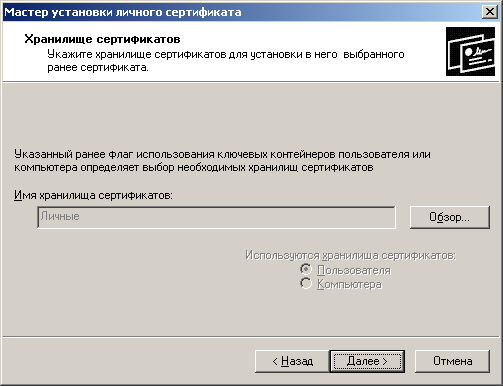 Мастер установки личного сертификата
Хранилище сертификатов
Укажите хранилище сертификатов для установки в него выбранного
ранее сертификата.
Указанный ранее флаг использования ключевых контейнеров пользователя или
компьютера определяет выбор необходимых хранилищ сертификатов
Имя хранилища сертификатов:
Личные
Обзор...
Используются хранилища сертификатов:
Пользователя
Компьютера
< Назад
Далее >
Отмена